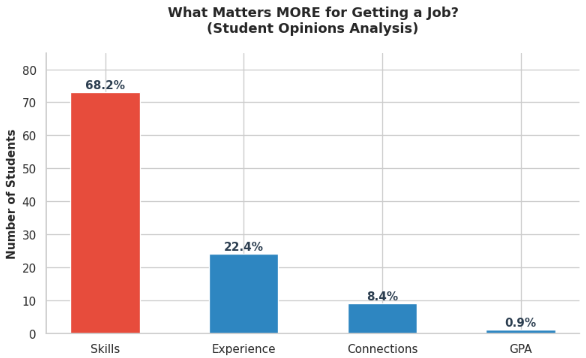 What Matters MORE for Getting a Job?
(Student Opinions Analysis)
Number of Students
80
70
60
50
40
30
20
10
0
68.2%
22.4%
8.4%
0.9%
Skills
Experience
Connections
GPA